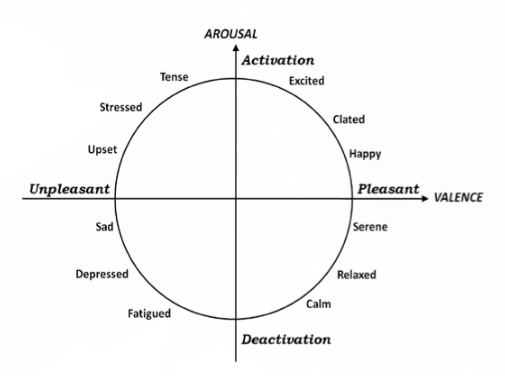 AROUSAL
Activation
Tense
Excited
Stressed
Clated
Upset
Happy
Unpleasant
Pleasant
VALENCE
Sad
Serene
Depressed
Relaxed
Calm
Fatigued
Deactivation